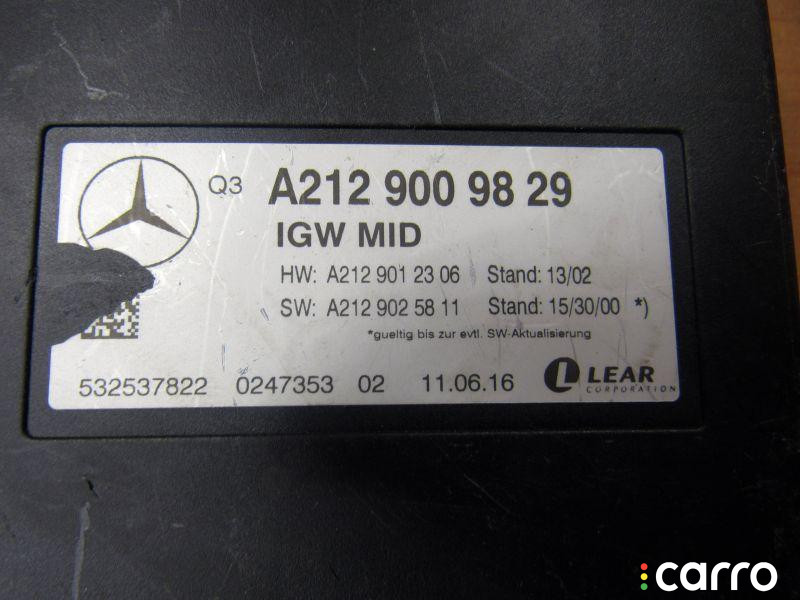 Q3 A212 900 98 29
IGW MID
HW: A212 901 23 06 Stand: 13/02
SW: A212 902 58 11 Stand: 15/30/00 *)
*gueltig bis zur evtl. SW-Aktualisierung
532537822 0247353 02 11.06.16 LEAR
CORPORATION
carro